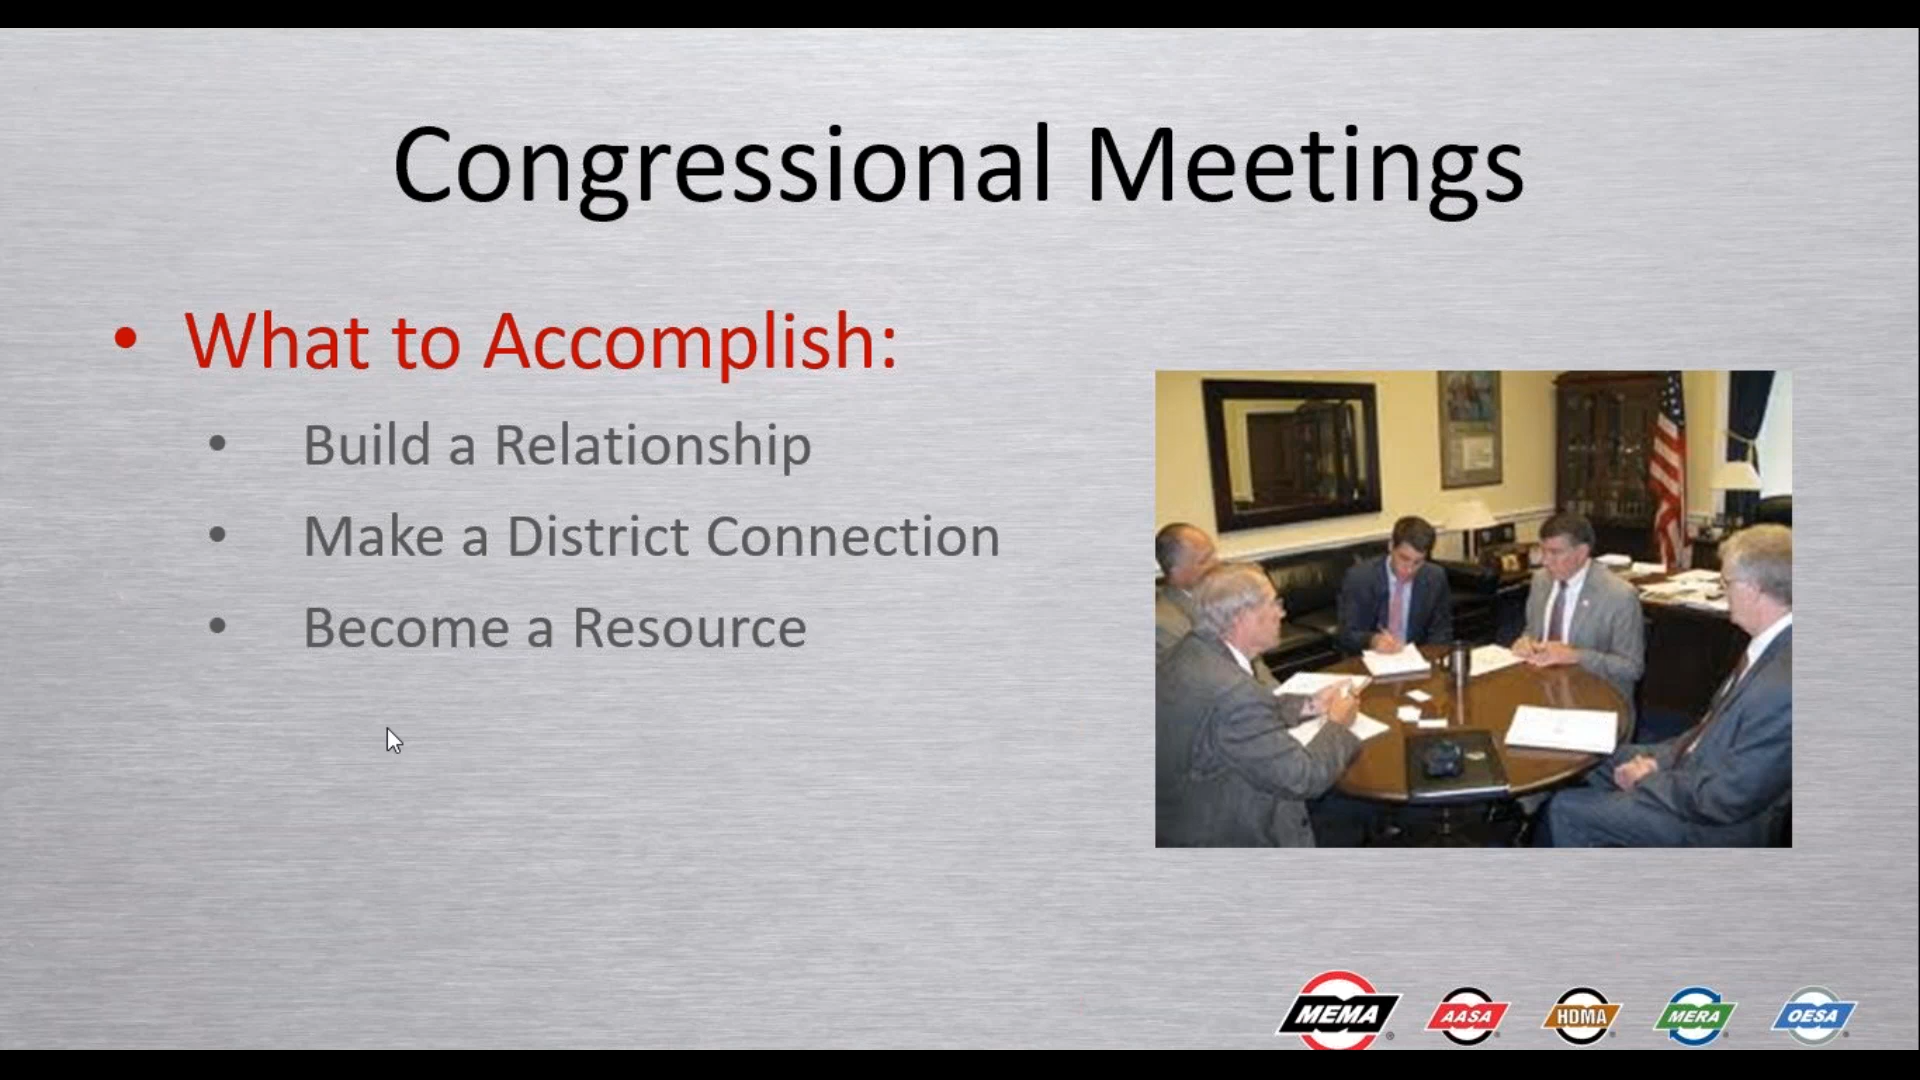 Congressional Meetings
• What to Accomplish:
• Build a Relationship
• Make a District Connection
• Become a Resource
MEMA
AASA
HDMA
MERA
OESA